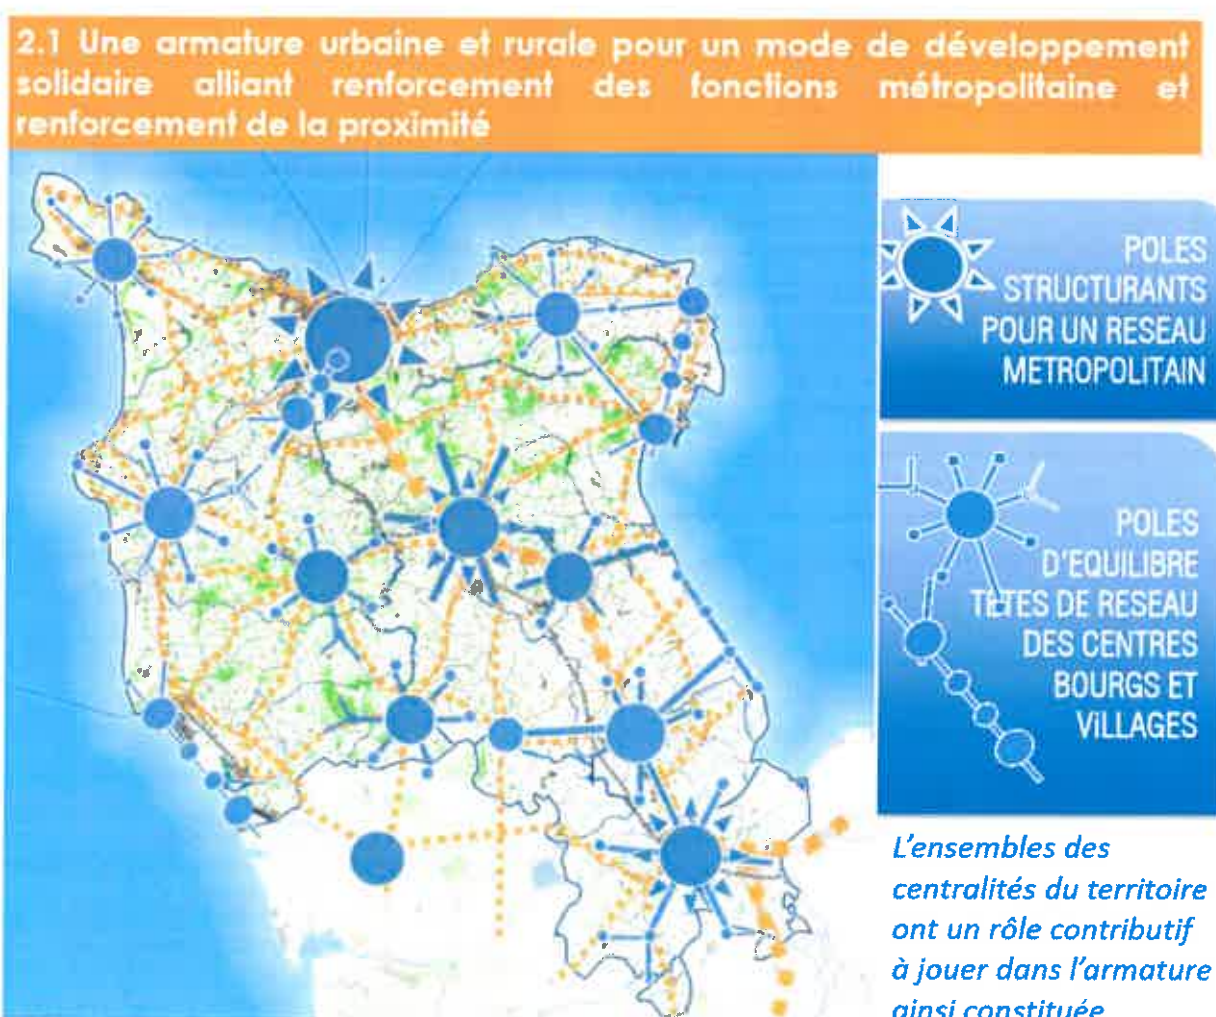 2.1 Une armature urbaine et rurale pour un mode de développement
solidaire alliant renforcement des fonctions métropolitaine et
renforcement de la proximité
POLES
STRUCTURANTS
POUR UN RESEAU
METROPOLITAIN
POLES
D'EQUILIBRE
TETES DE RESEAU
DES CENTRES
BOURGS ET
VILLAGES
L'ensembles des
centralités du territoire
ont un rôle contributif
à jouer dans l'armature
ainsi constituée